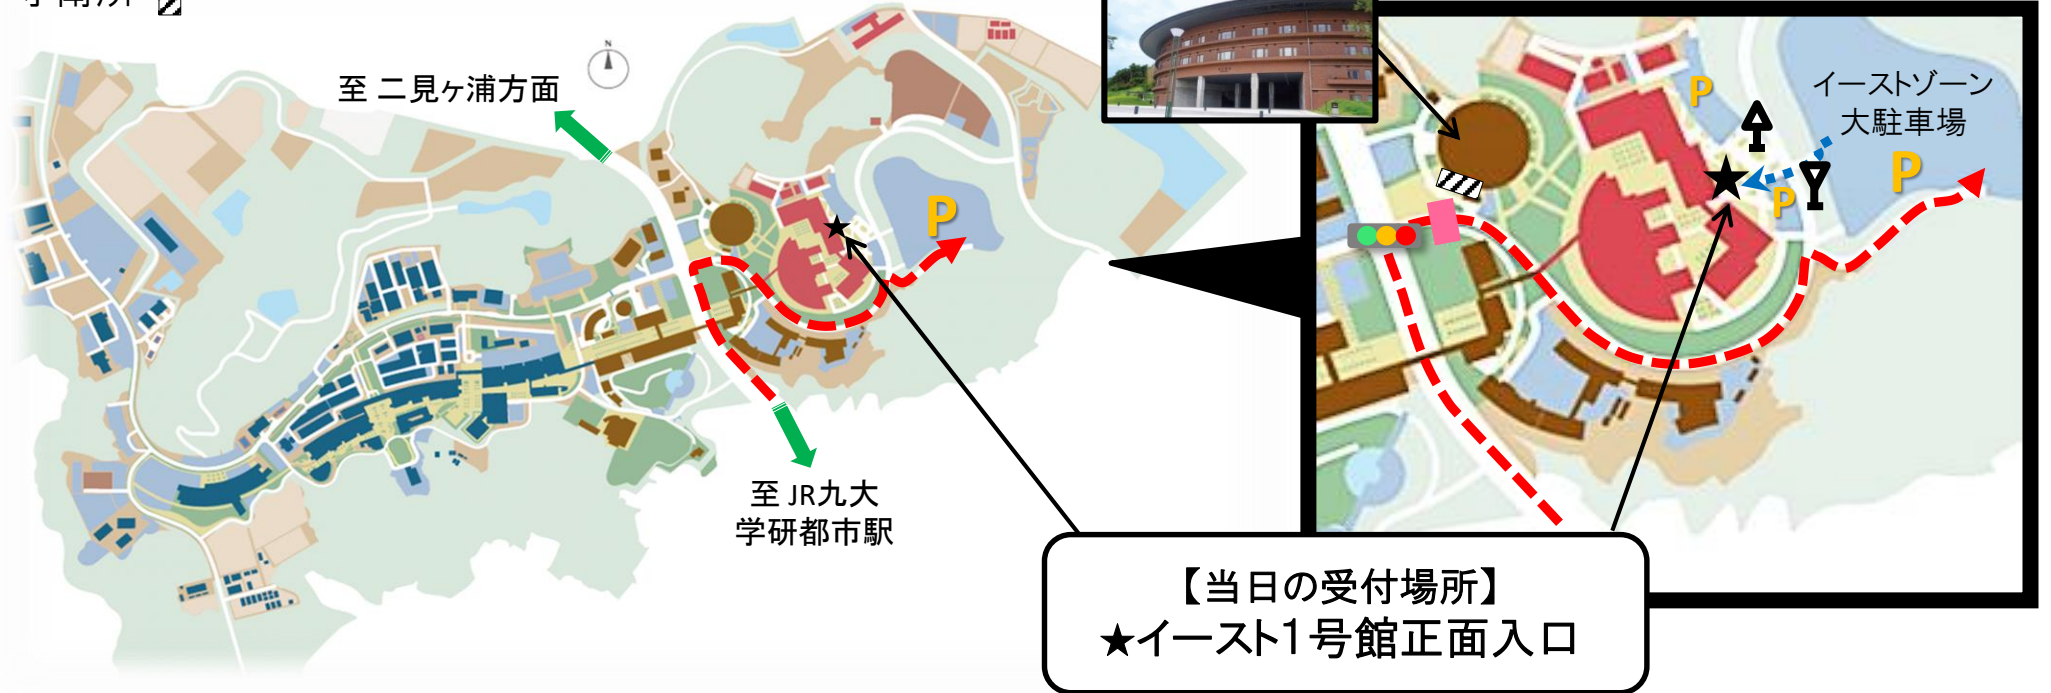 至 二見ヶ浦方面
N
P
至 JR九大
学研都市駅
P
イーストゾーン
大駐車場
P
P
【当日の受付場所】
★イースト1号館正面入口